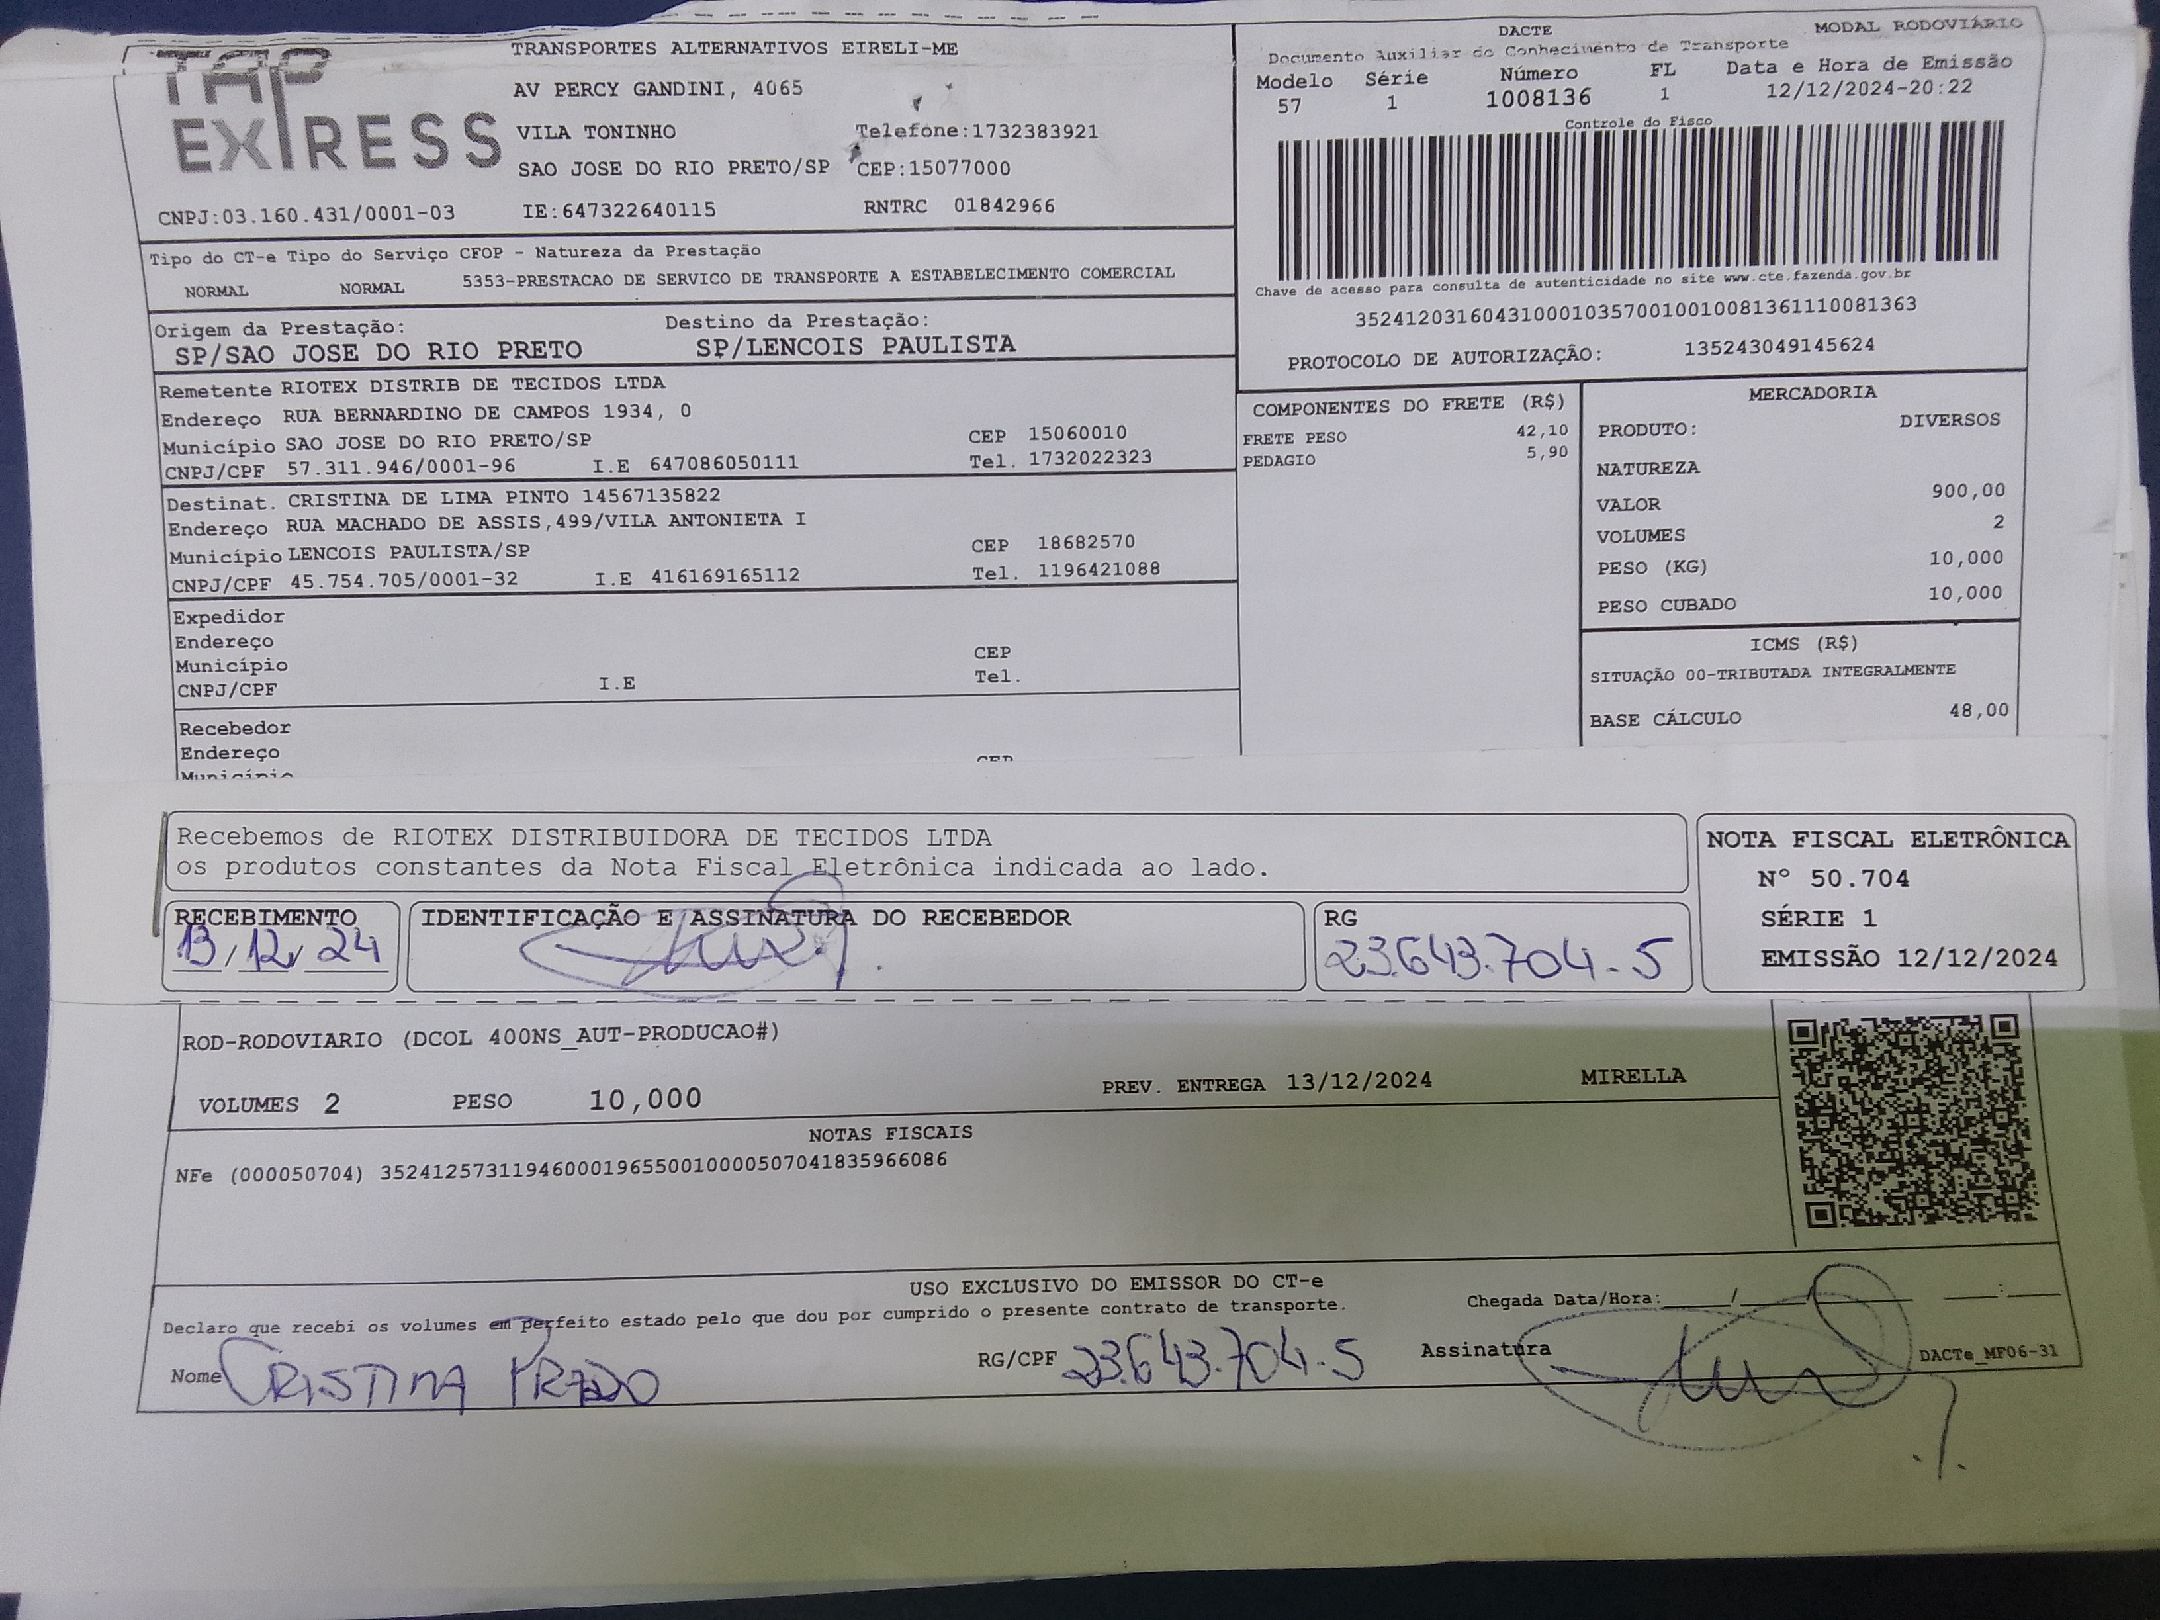 TAP EXPRESS
TRANSPORTES ALTERNATIVOS EIRELI-ME
AV PERCY GANDINI, 4065
VILA TONINHO Telefone:1732383921
SAO JOSE DO RIO PRETO/SP CEP:15077000
CNPJ:03.160.431/0001-03 IE:647322640115 RNTRC 01842966
DACTE MODAL RODOVIÁRIO
Documento Auxiliar do Conhecimento de Transporte
Modelo Série Número FL Data e Hora de Emissão
57 1 1008136 1 12/12/2024-20:22
Controle do Fisco
Chave de acesso para consulta de autenticidade no site www.cte.fazenda.gov.br
35241203160431000103570010010081361110081363
PROTOCOLO DE AUTORIZAÇÃO: 135243049145624
Tipo do CT-e Tipo do Serviço CFOP - Natureza da Prestação
NORMAL NORMAL 5353-PRESTACAO DE SERVICO DE TRANSPORTE A ESTABELECIMENTO COMERCIAL
Origem da Prestação: Destino da Prestação:
SP/SAO JOSE DO RIO PRETO SP/LENCOIS PAULISTA
Remetente RIOTEX DISTRIB DE TECIDOS LTDA
Endereço RUA BERNARDINO DE CAMPOS 1934, 0
Município SAO JOSE DO RIO PRETO/SP CEP 15060010
CNPJ/CPF 57.311.946/0001-96 I.E 647086050111 Tel. 1732022323
Destinat. CRISTINA DE LIMA PINTO 14567135822
Endereço RUA MACHADO DE ASSIS,499/VILA ANTONIETA I
Município LENCOIS PAULISTA/SP CEP 18682570
CNPJ/CPF 45.754.705/0001-32 I.E 416169165112 Tel. 1196421088
Expedidor
Endereço
Município CEP
CNPJ/CPF I.E Tel.
Recebedor
Endereço
Município CEP
COMPONENTES DO FRETE (R$)
FRETE PESO 42,10
PEDAGIO 5,90
MERCADORIA
PRODUTO: DIVERSOS
NATUREZA
VALOR 900,00
VOLUMES 2
PESO (KG) 10,000
PESO CUBADO 10,000
ICMS (R$)
SITUAÇÃO 00-TRIBUTADA INTEGRALMENTE
BASE CÁLCULO 48,00
Recebemos de RIOTEX DISTRIBUIDORA DE TECIDOS LTDA
os produtos constantes da Nota Fiscal Eletrônica indicada ao lado.
RECEBIMENTO IDENTIFICAÇÃO E ASSINATURA DO RECEBEDOR RG
13/12/24 23.643.704-5
NOTA FISCAL ELETRÔNICA
Nº 50.704
SÉRIE 1
EMISSÃO 12/12/2024
ROD-RODOVIARIO (DCOL 400NS_AUT-PRODUCAO#)
VOLUMES 2 PESO 10,000 PREV. ENTREGA 13/12/2024 MIRELLA
NOTAS FISCAIS
NFe (000050704) 35241257311946000196550010000507041835966086
USO EXCLUSIVO DO EMISSOR DO CT-e
Declaro que recebi os volumes em perfeito estado pelo que dou por cumprido o presente contrato de transporte. Chegada Data/Hora:___/___/___ ___:___
Nome CRISTINA PRADO RG/CPF 23.643.704-5 Assinatura DACTe_MF06-31